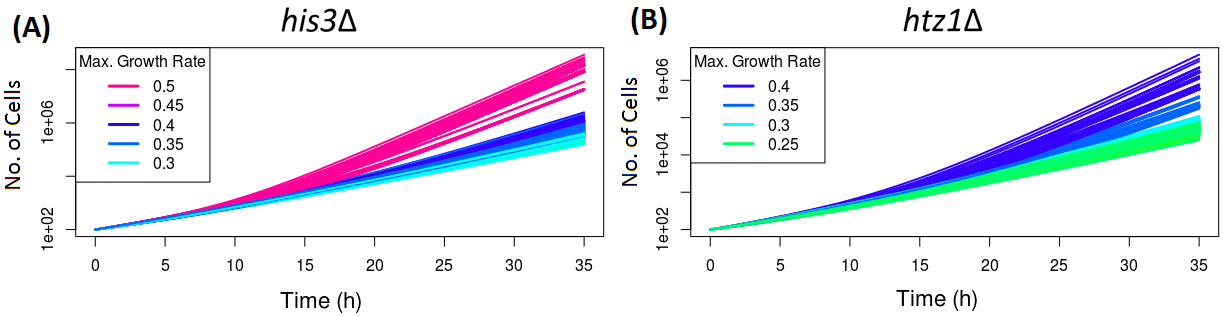 (A)
his3Δ
No. of Cells
1e+06
1e+02
Max. Growth Rate
0.5
0.45
0.4
0.35
0.3
0 5 10 15 20 25 30 35
Time (h)
(B)
htz1Δ
No. of Cells
1e+06
1e+04
1e+02
Max. Growth Rate
0.4
0.35
0.3
0.25
0 5 10 15 20 25 30 35
Time (h)